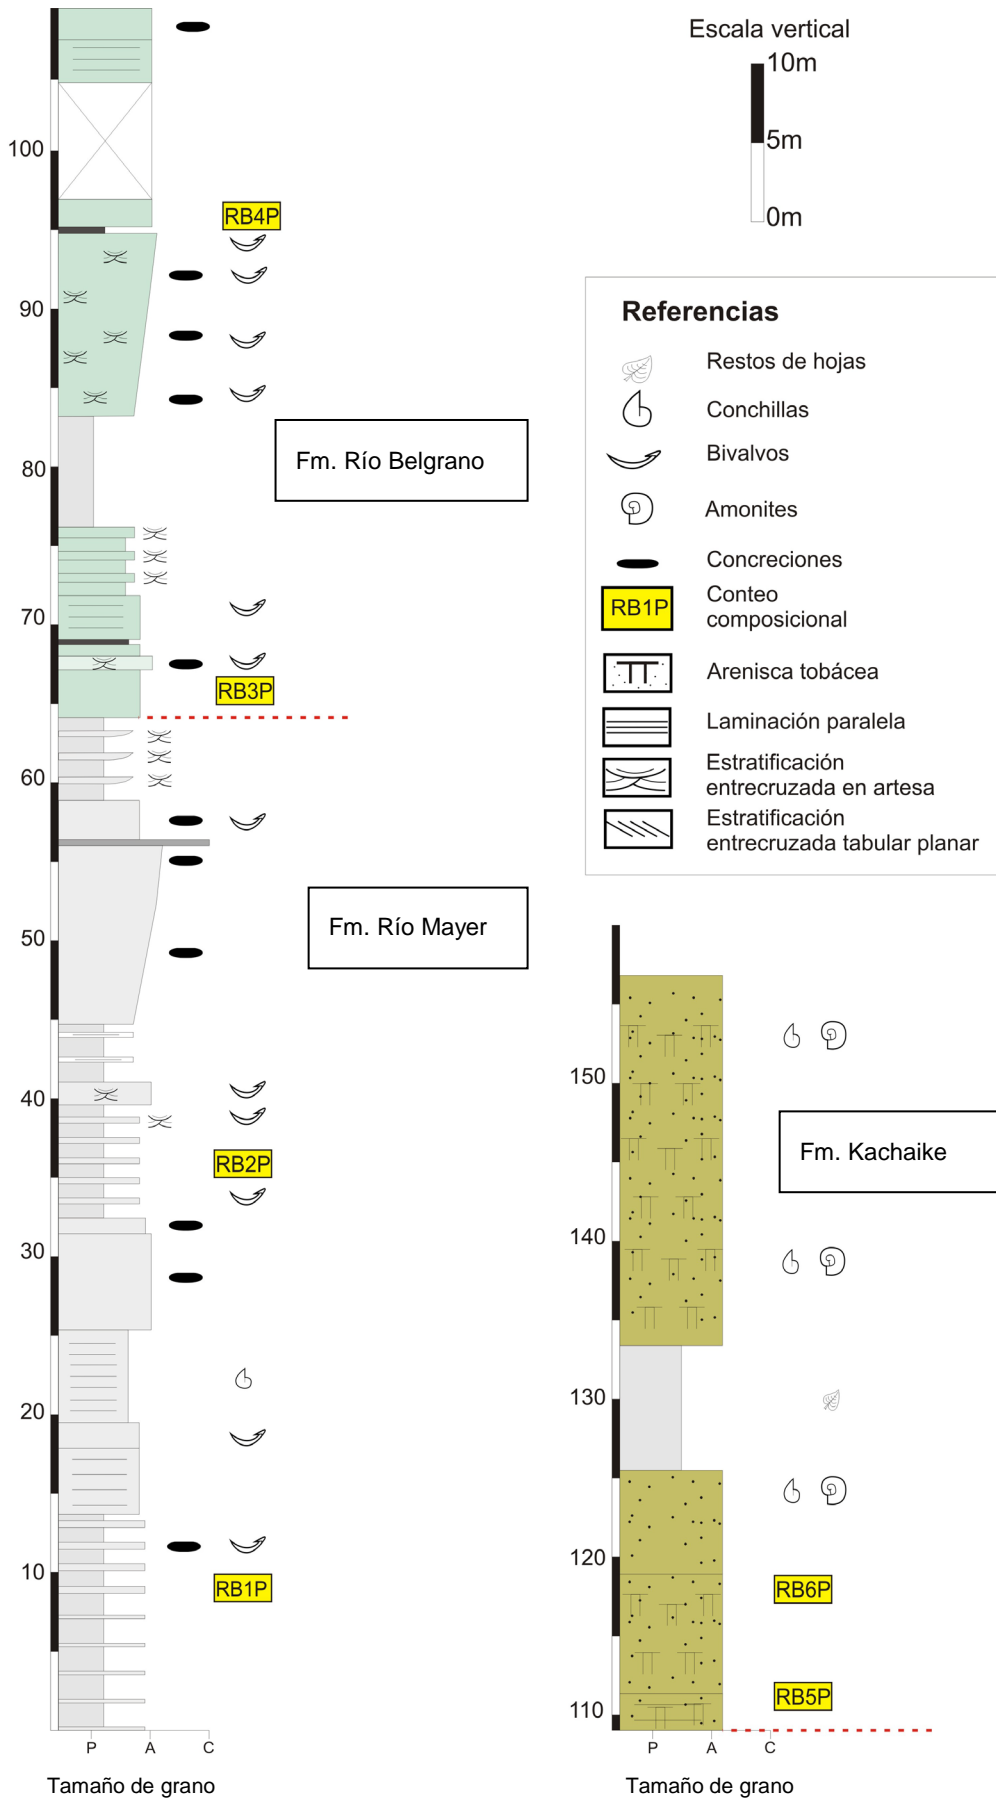 Escala vertical
10m
5m
0m
100
RB4P
90
Fm. Río Belgrano
80
70
RB3P
60
Fm. Río Mayer
50
40
RB2P
30
20
10
RB1P
P A C
Tamaño de grano
Referencias
Restos de hojas
Conchillas
Bivalvos
Amonites
Concreciones
RB1P
Conteo
composicional
Arenisca tobácea
Laminación paralela
Estratificación
entrecruzada en artesa
Estratificación
entrecruzada tabular planar
150
Fm. Kachaike
140
130
120
RB6P
RB5P
110
P A C
Tamaño de grano